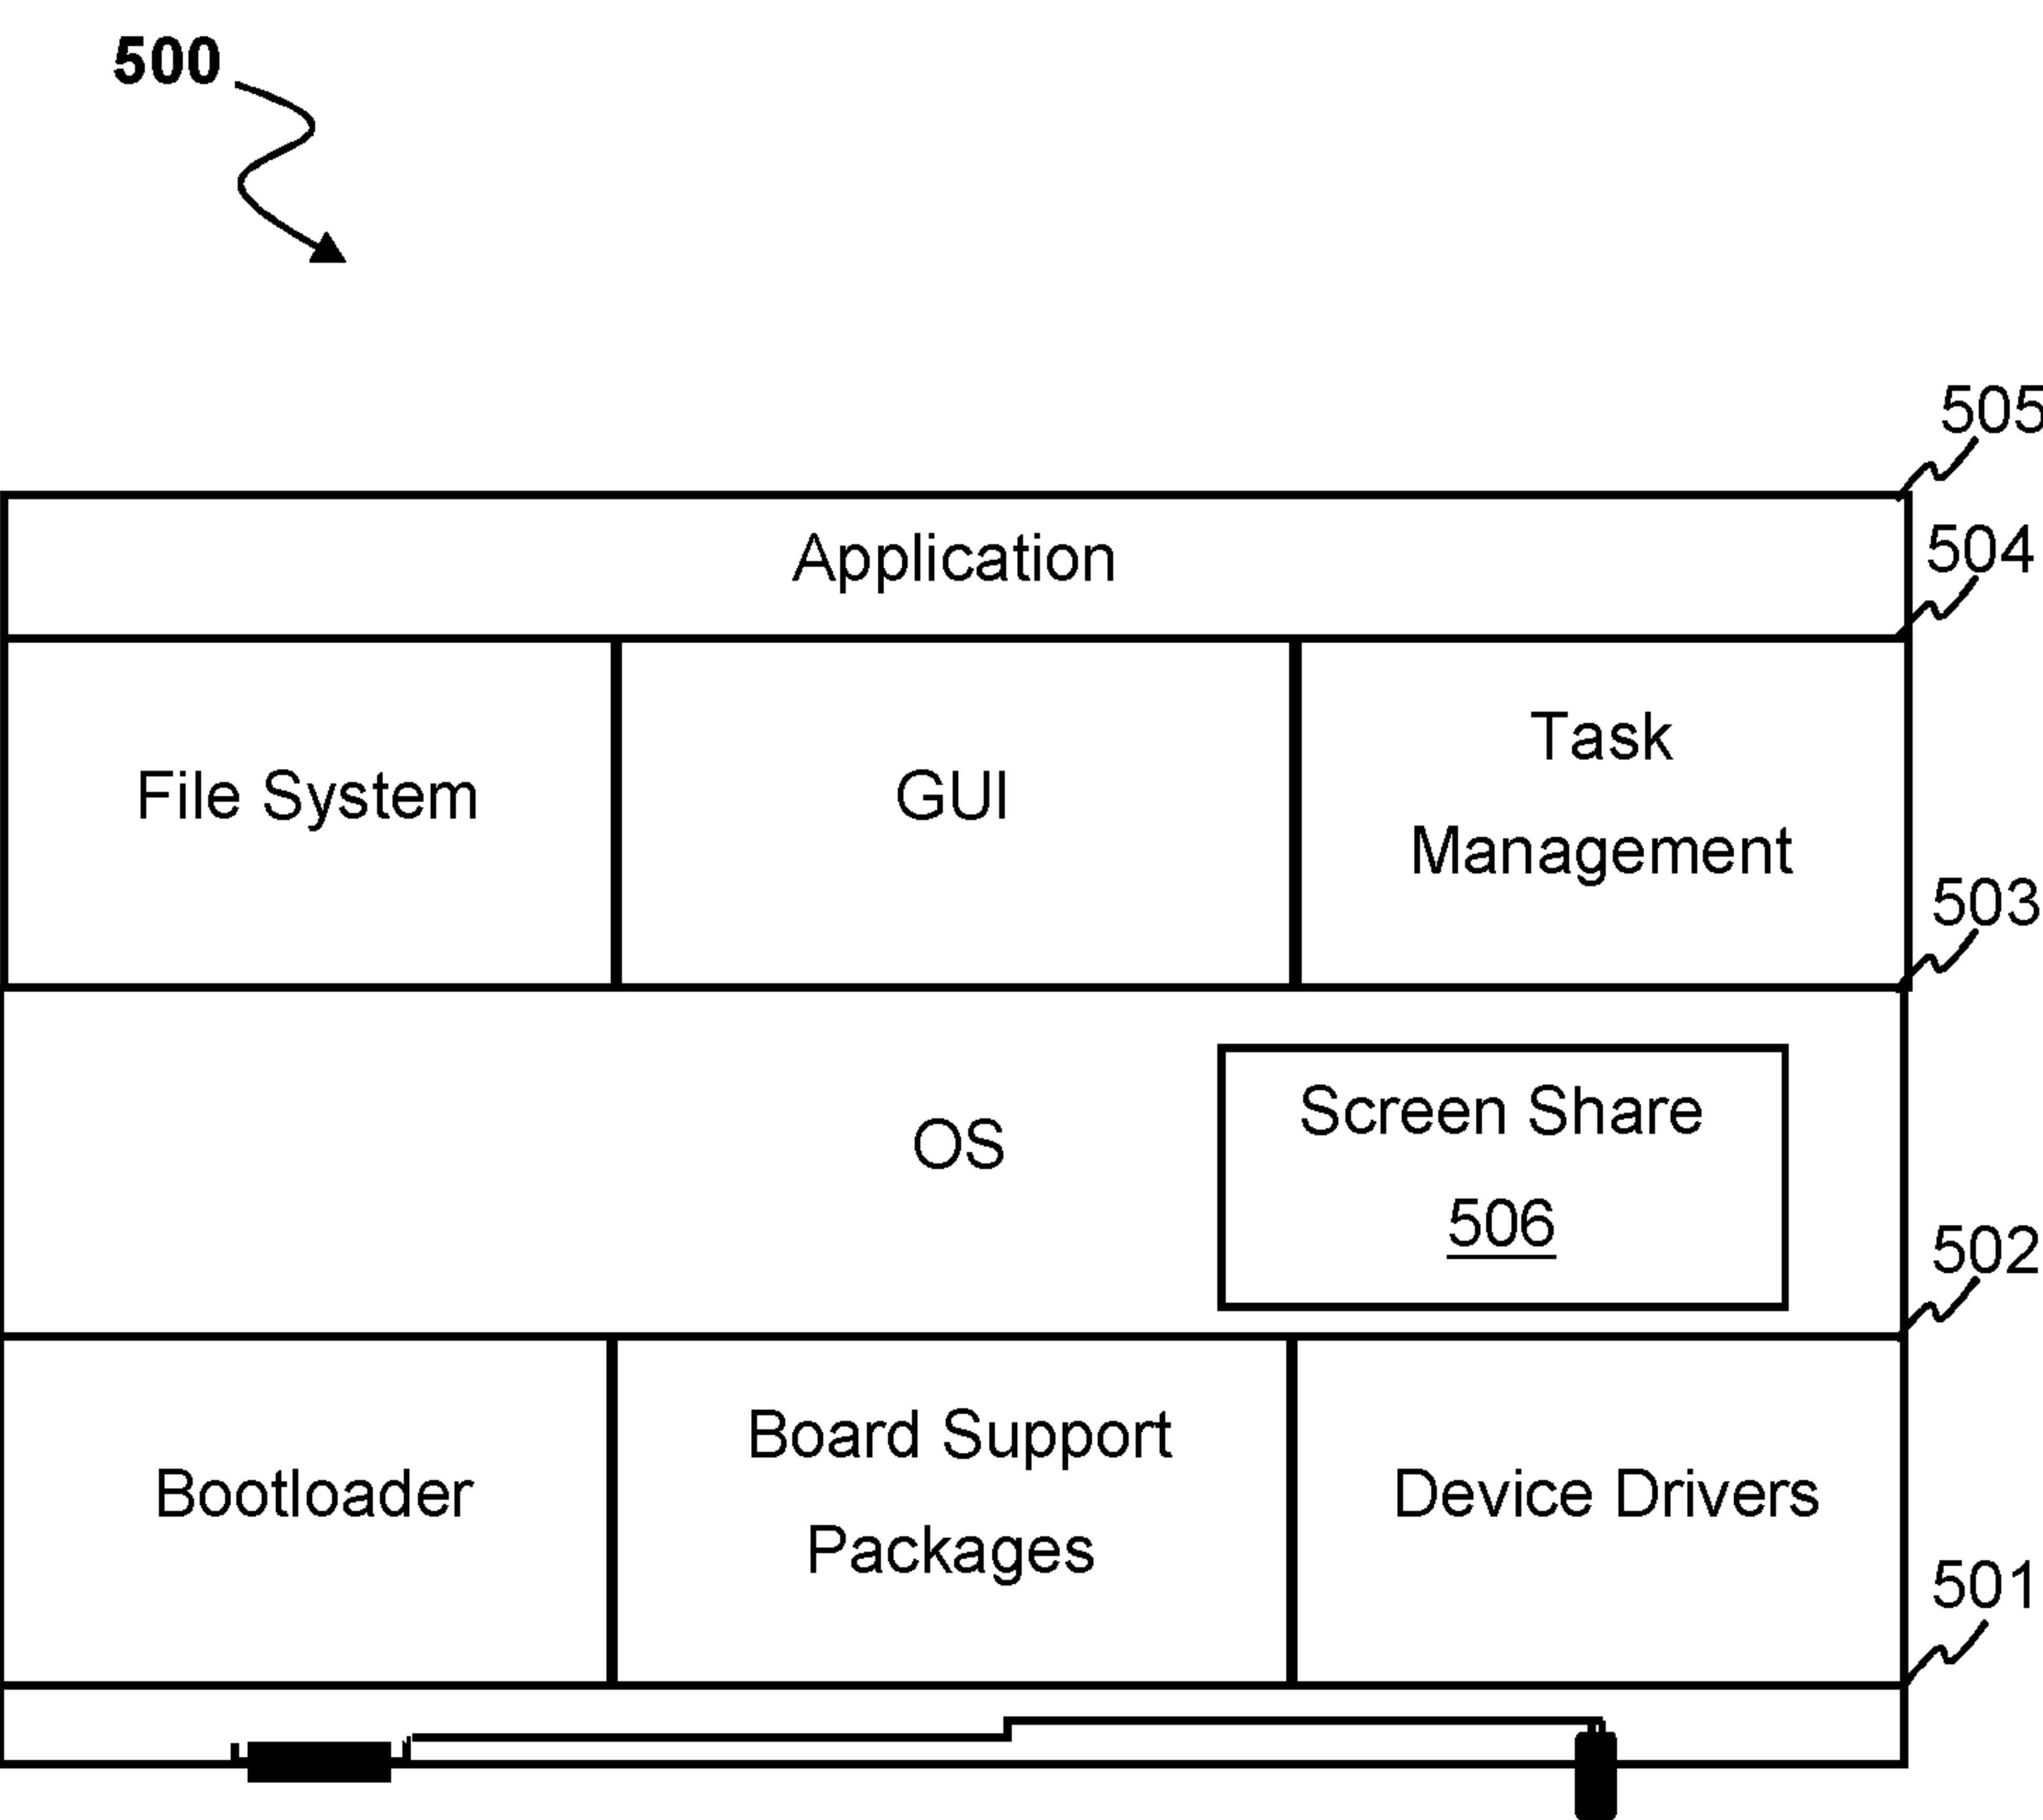 500
505
Application
504
File System
GUI
Task
Management
503
OS
Screen Share
506
502
Bootloader
Board Support
Packages
Device Drivers
501